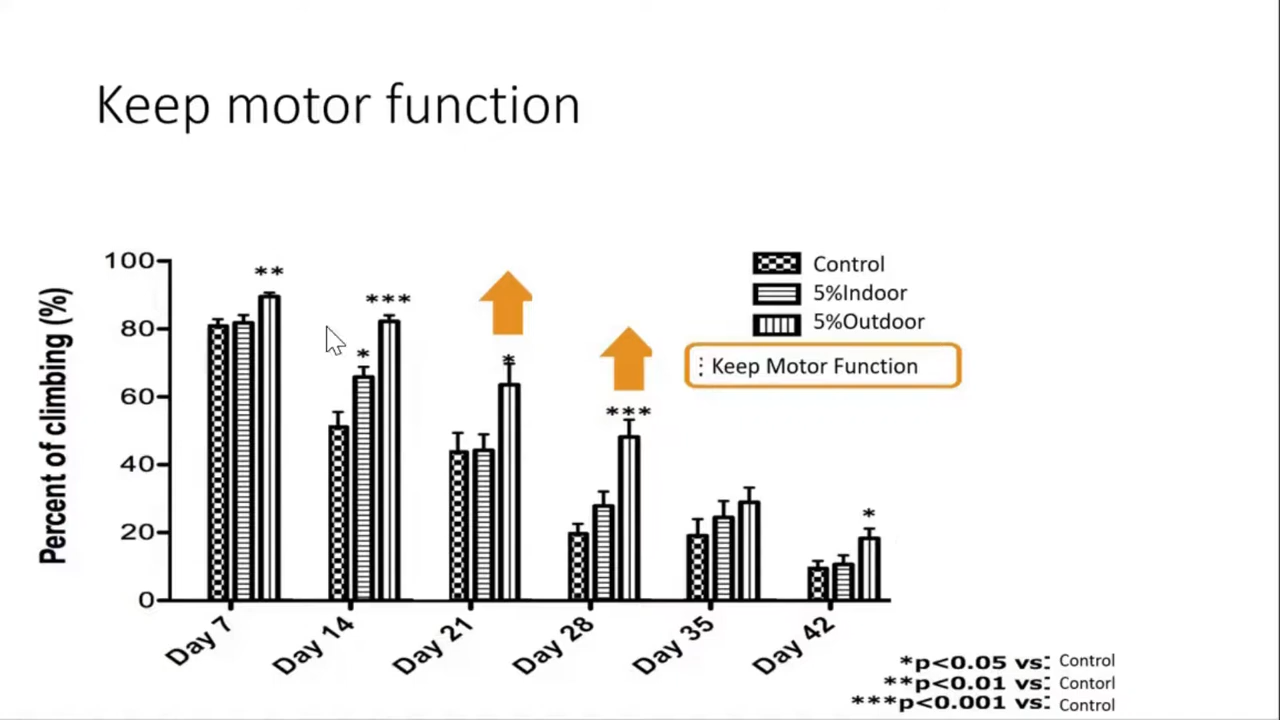 Keep motor function
Percent of climbing (%)
100
80
60
40
20
0
**
*
***
*
***
*
Day 7
Day 14
Day 21
Day 28
Day 35
Day 42
Control
5%Indoor
5%Outdoor
⋮ Keep Motor Function
*p<0.05 vs: Control
**p<0.01 vs: Contorl
***p<0.001 vs: Control